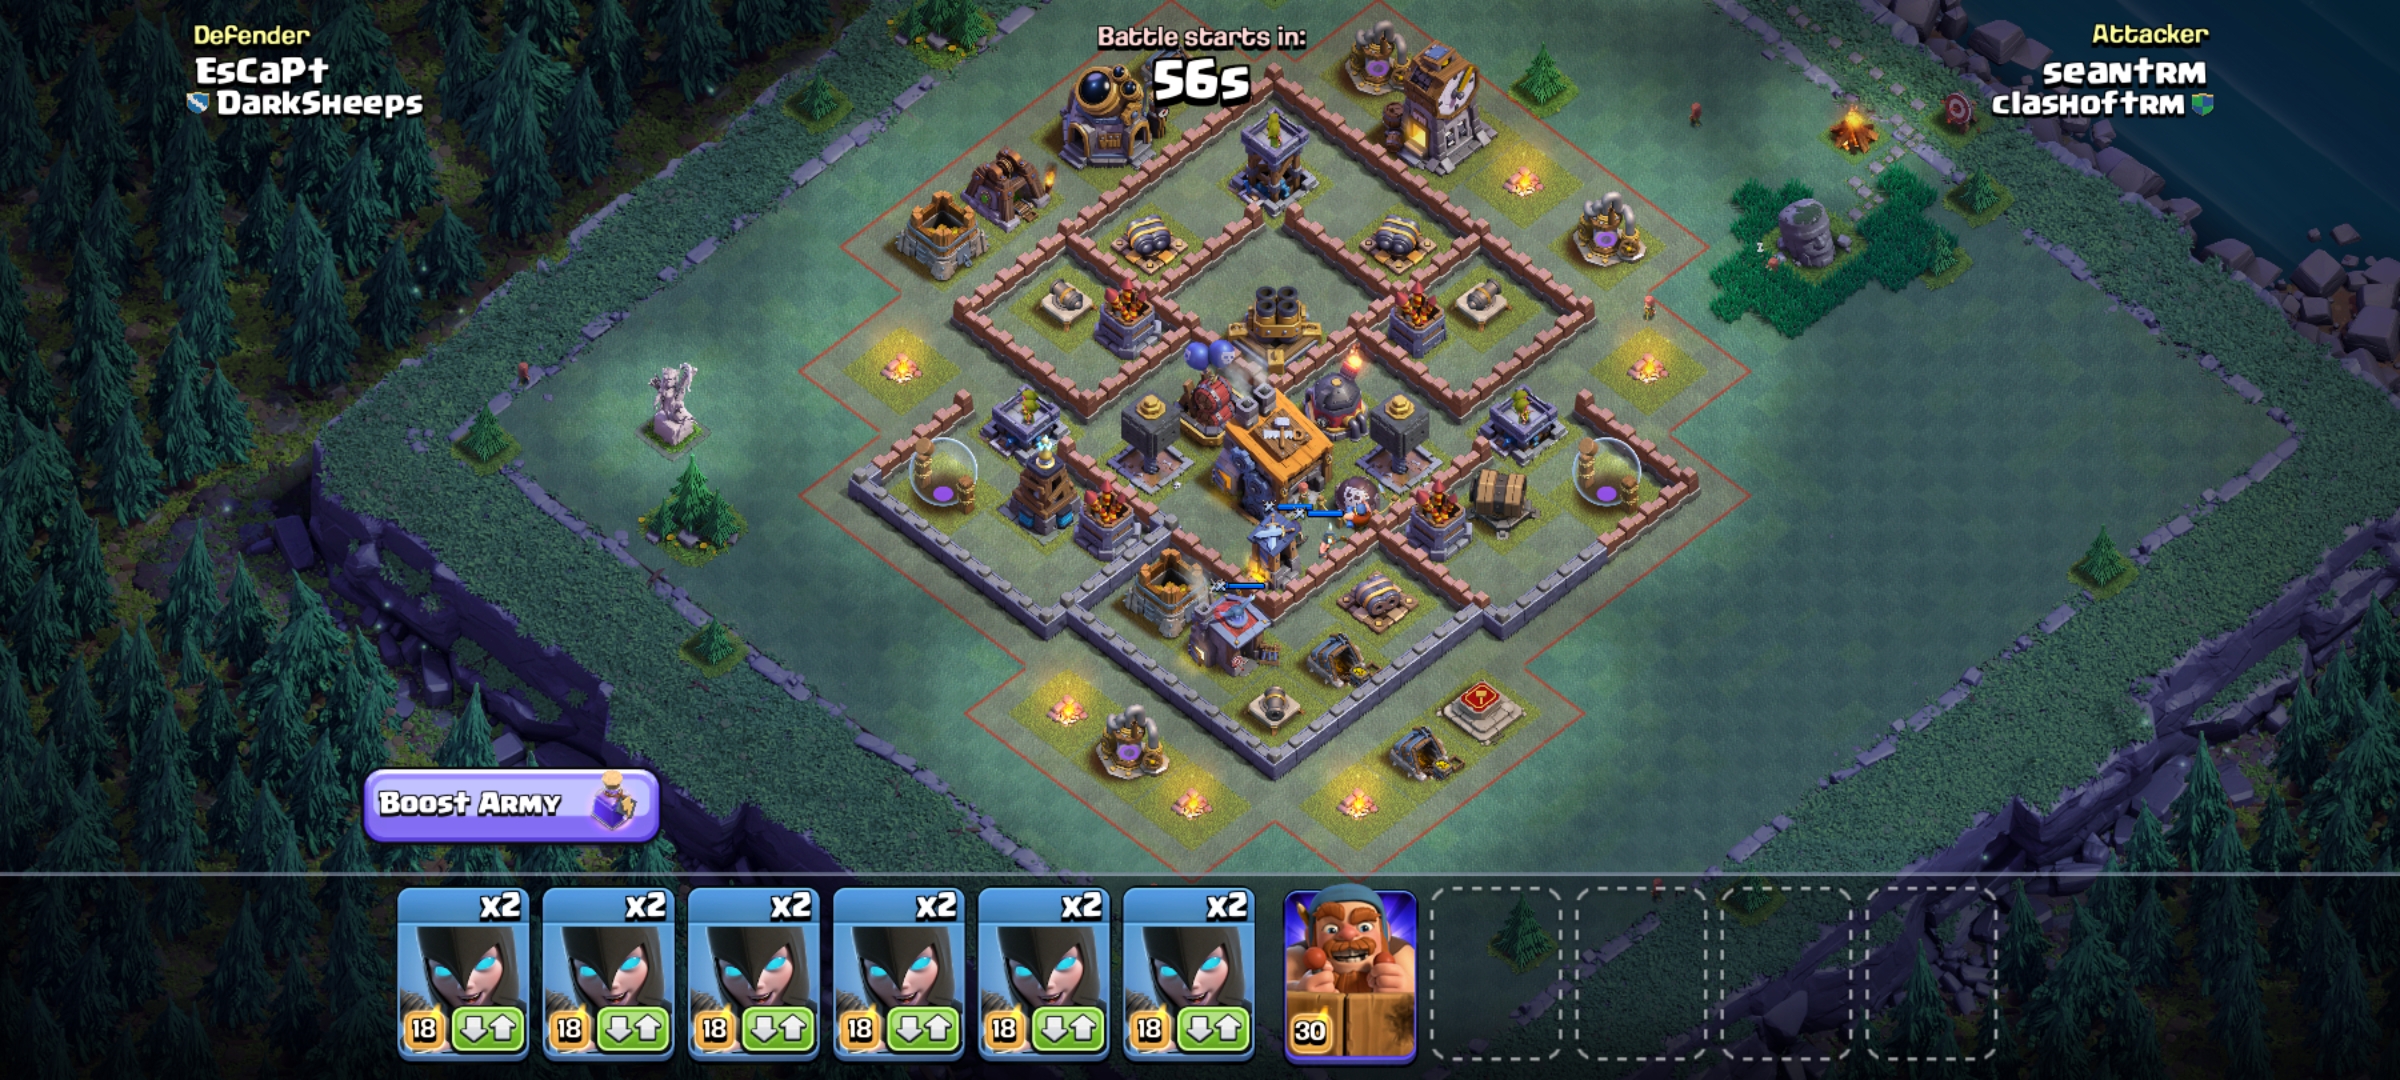 Defender
EsCaPt
DarkSheeps
Battle starts in:
56s
Attacker
seantRM
clashoftRM
Boost Army
x2
x2
x2
x2
x2
x2
18
18
18
18
18
18
30